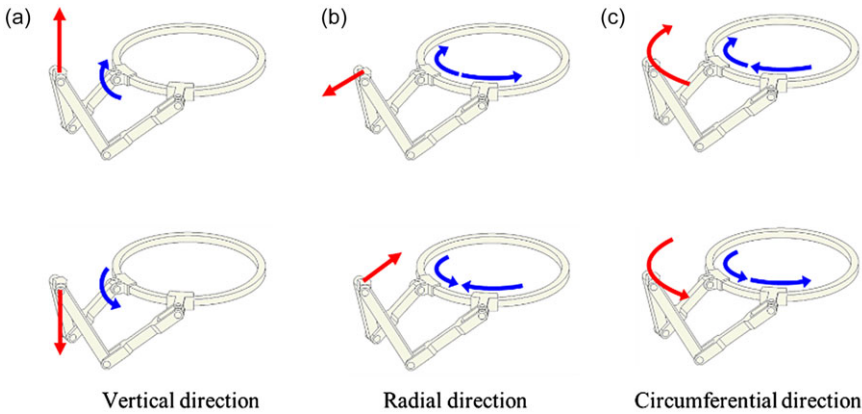 (a)
(b)
(c)
Vertical direction
Radial direction
Circumferential direction